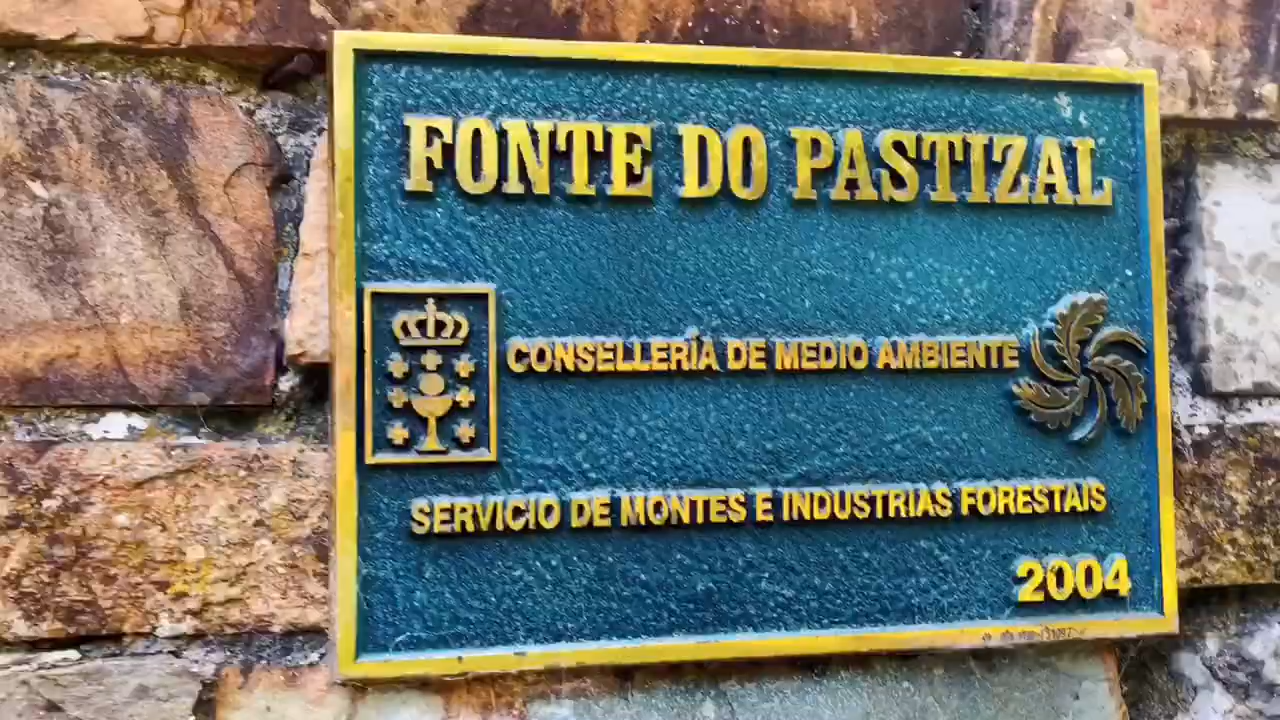 FONTE DO PASTIZAL
CONSELLERÍA DE MEDIO AMBIENTE
SERVICIO DE MONTES E INDUSTRIAS FORESTAIS
2004